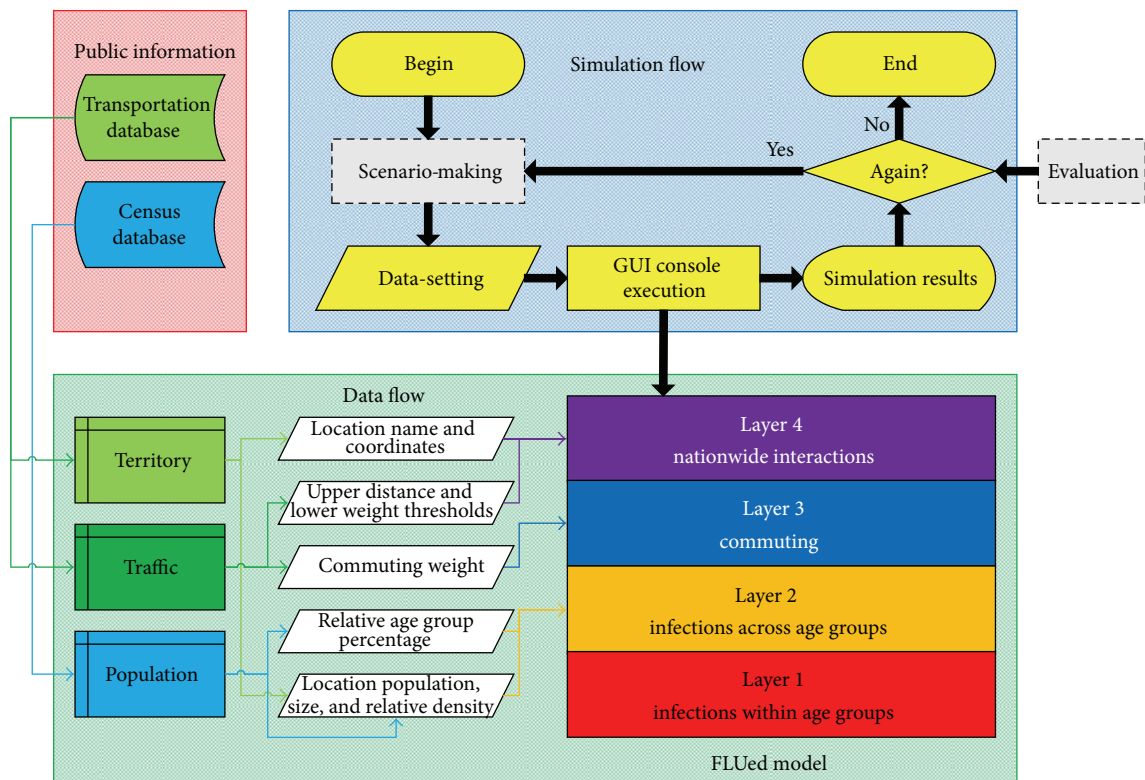 Public information
Transportation
database
Census
database
Simulation flow
Begin
End
No
Yes
Scenario-making
Again?
Evaluation
Data-setting
GUI console
execution
Simulation results
Data flow
Territory
Traffic
Population
Location name and
coordinates
Upper distance and
lower weight thresholds
Commuting weight
Relative age group
percentage
Location population,
size, and relative density
Layer 4
nationwide interactions
Layer 3
commuting
Layer 2
infections across age groups
Layer 1
infections within age groups
FLUed model